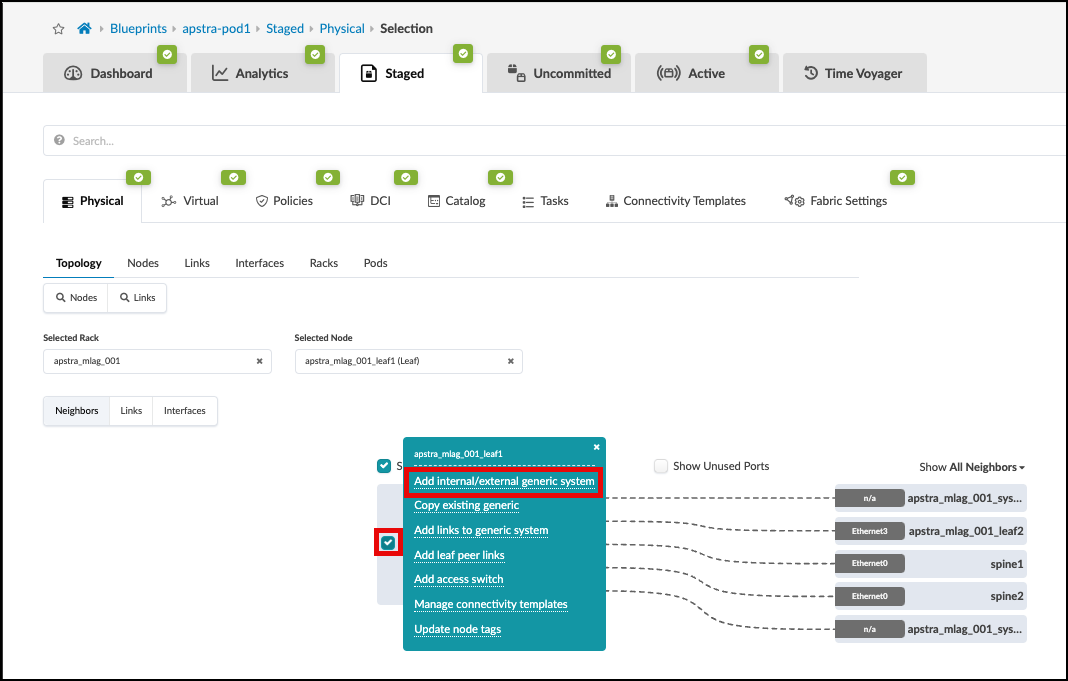 Blueprints › apstra-pod1 › Staged › Physical › Selection
Dashboard
Analytics
Staged
Uncommitted
Active
Time Voyager
Search...
Physical
Virtual
Policies
DCI
Catalog
Tasks
Connectivity Templates
Fabric Settings
Topology
Nodes
Links
Interfaces
Racks
Pods
Nodes
Links
Selected Rack
Selected Node
apstra_mlag_001
apstra_mlag_001_leaf1 (Leaf)
Neighbors
Links
Interfaces
apstra_mlag_001_leaf1
Add internal/external generic system
Copy existing generic
Add links to generic system
Add leaf peer links
Add access switch
Manage connectivity templates
Update node tags
Show Unused Ports
Show All Neighbors
n/a apstra_mlag_001_sys...
Ethernet3 apstra_mlag_001_leaf2
Ethernet0 spine1
Ethernet0 spine2
n/a apstra_mlag_001_sys...